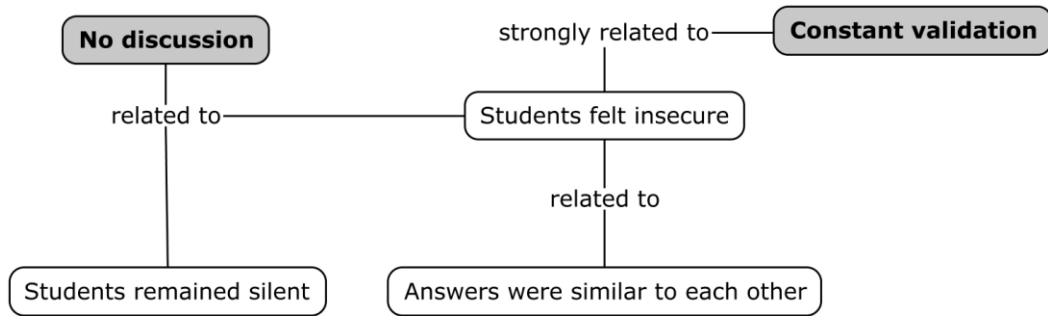 No discussion
strongly related to
Constant validation
related to
Students felt insecure
related to
Students remained silent
Answers were similar to each other